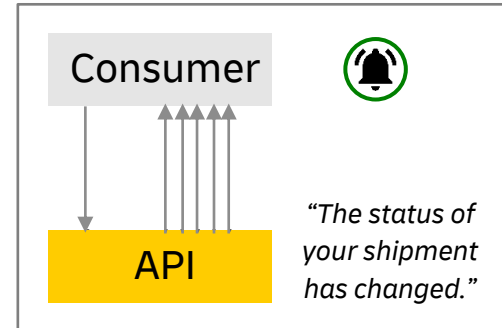 Consumer
API
“The status of
your shipment
has changed.”